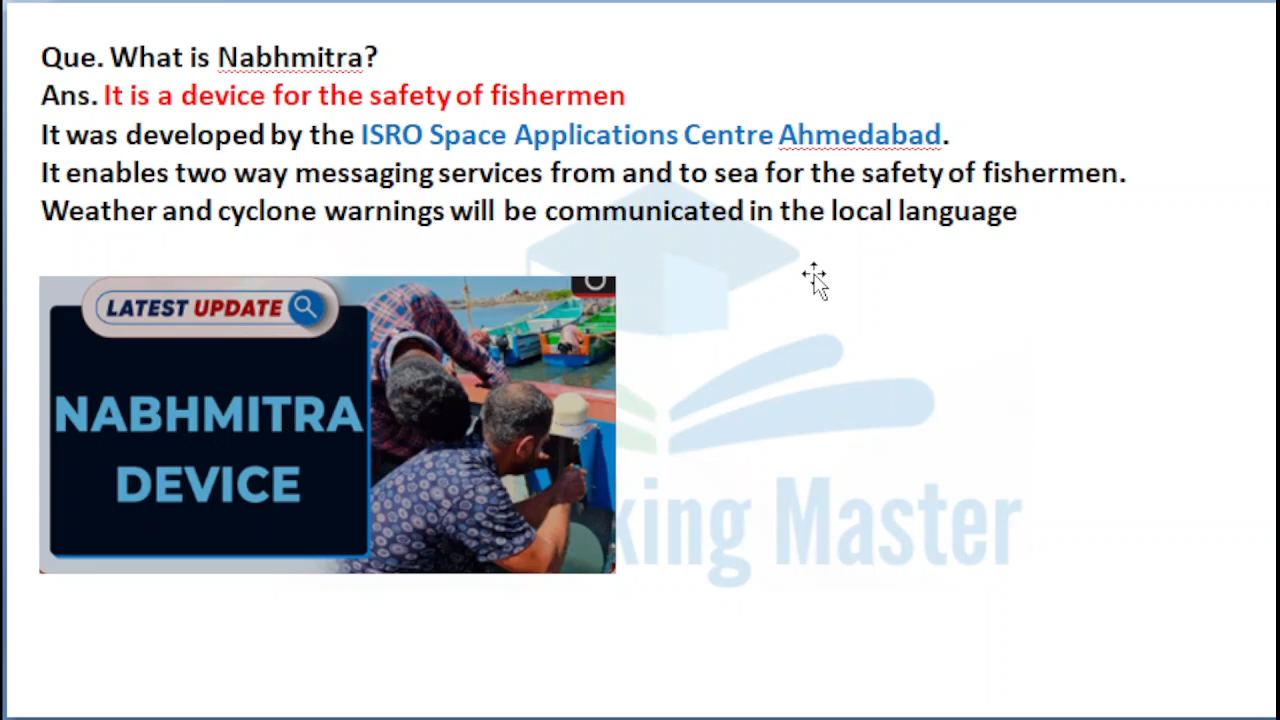 Que. What is Nabhmitra?
Ans. It is a device for the safety of fishermen
It was developed by the ISRO Space Applications Centre Ahmedabad.
It enables two way messaging services from and to sea for the safety of fishermen.
Weather and cyclone warnings will be communicated in the local language
LATEST UPDATE
NABHMITRA
DEVICE
king Master